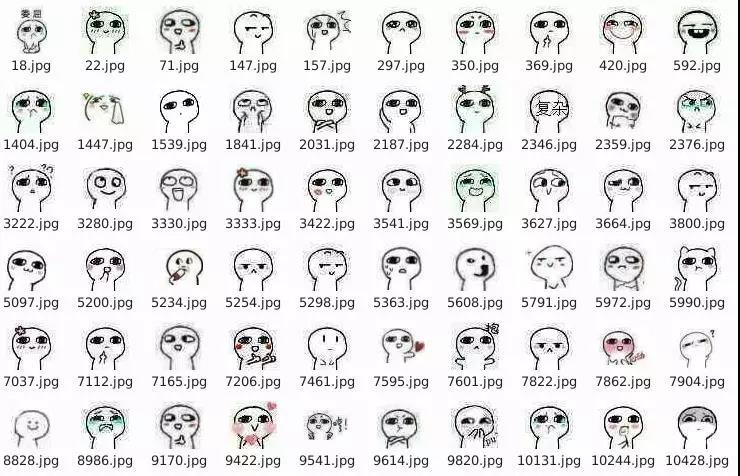 委屈
18.jpg 22.jpg 71.jpg 147.jpg 157.jpg 297.jpg 350.jpg 369.jpg 420.jpg 592.jpg
复杂
1404.jpg 1447.jpg 1539.jpg 1841.jpg 2031.jpg 2187.jpg 2284.jpg 2346.jpg 2359.jpg 2376.jpg
? ?
3222.jpg 3280.jpg 3330.jpg 3333.jpg 3422.jpg 3541.jpg 3569.jpg 3627.jpg 3664.jpg 3800.jpg
5097.jpg 5200.jpg 5234.jpg 5254.jpg 5298.jpg 5363.jpg 5608.jpg 5791.jpg 5972.jpg 5990.jpg
抱 ?
7037.jpg 7112.jpg 7165.jpg 7206.jpg 7461.jpg 7595.jpg 7601.jpg 7822.jpg 7862.jpg 7904.jpg
8828.jpg 8986.jpg 9170.jpg 9422.jpg 9541.jpg 9614.jpg 9820.jpg 10131.jpg 10244.jpg 10428.jpg